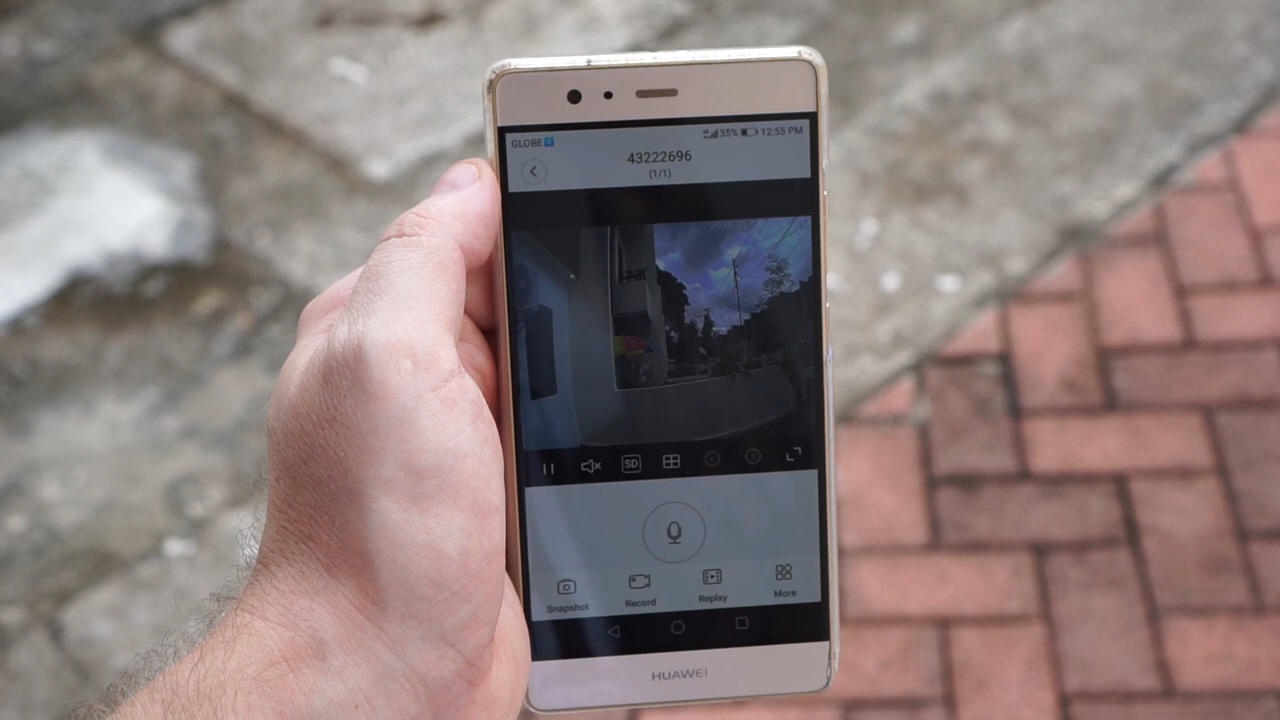 GLOBE 35% 12:55 PM
43222696
(1/1)
SD
Snapshot Record Replay More
HUAWEI